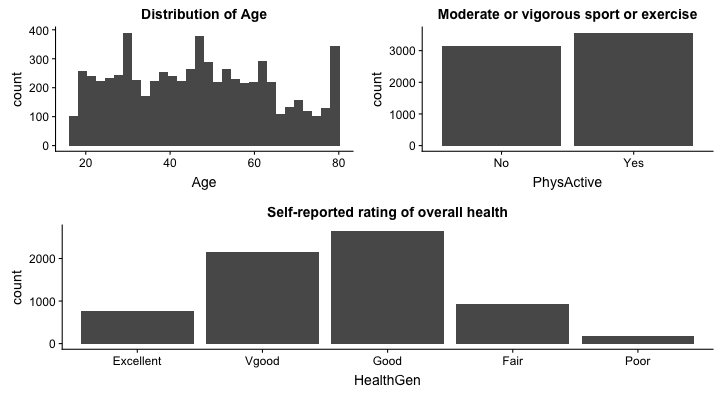 Distribution of Age
count
400
300
200
100
0
20 40 60 80
Age
Moderate or vigorous sport or exercise
count
3000
2000
1000
0
No Yes
PhysActive
Self-reported rating of overall health
count
2000
1000
0
Excellent Vgood Good Fair Poor
HealthGen